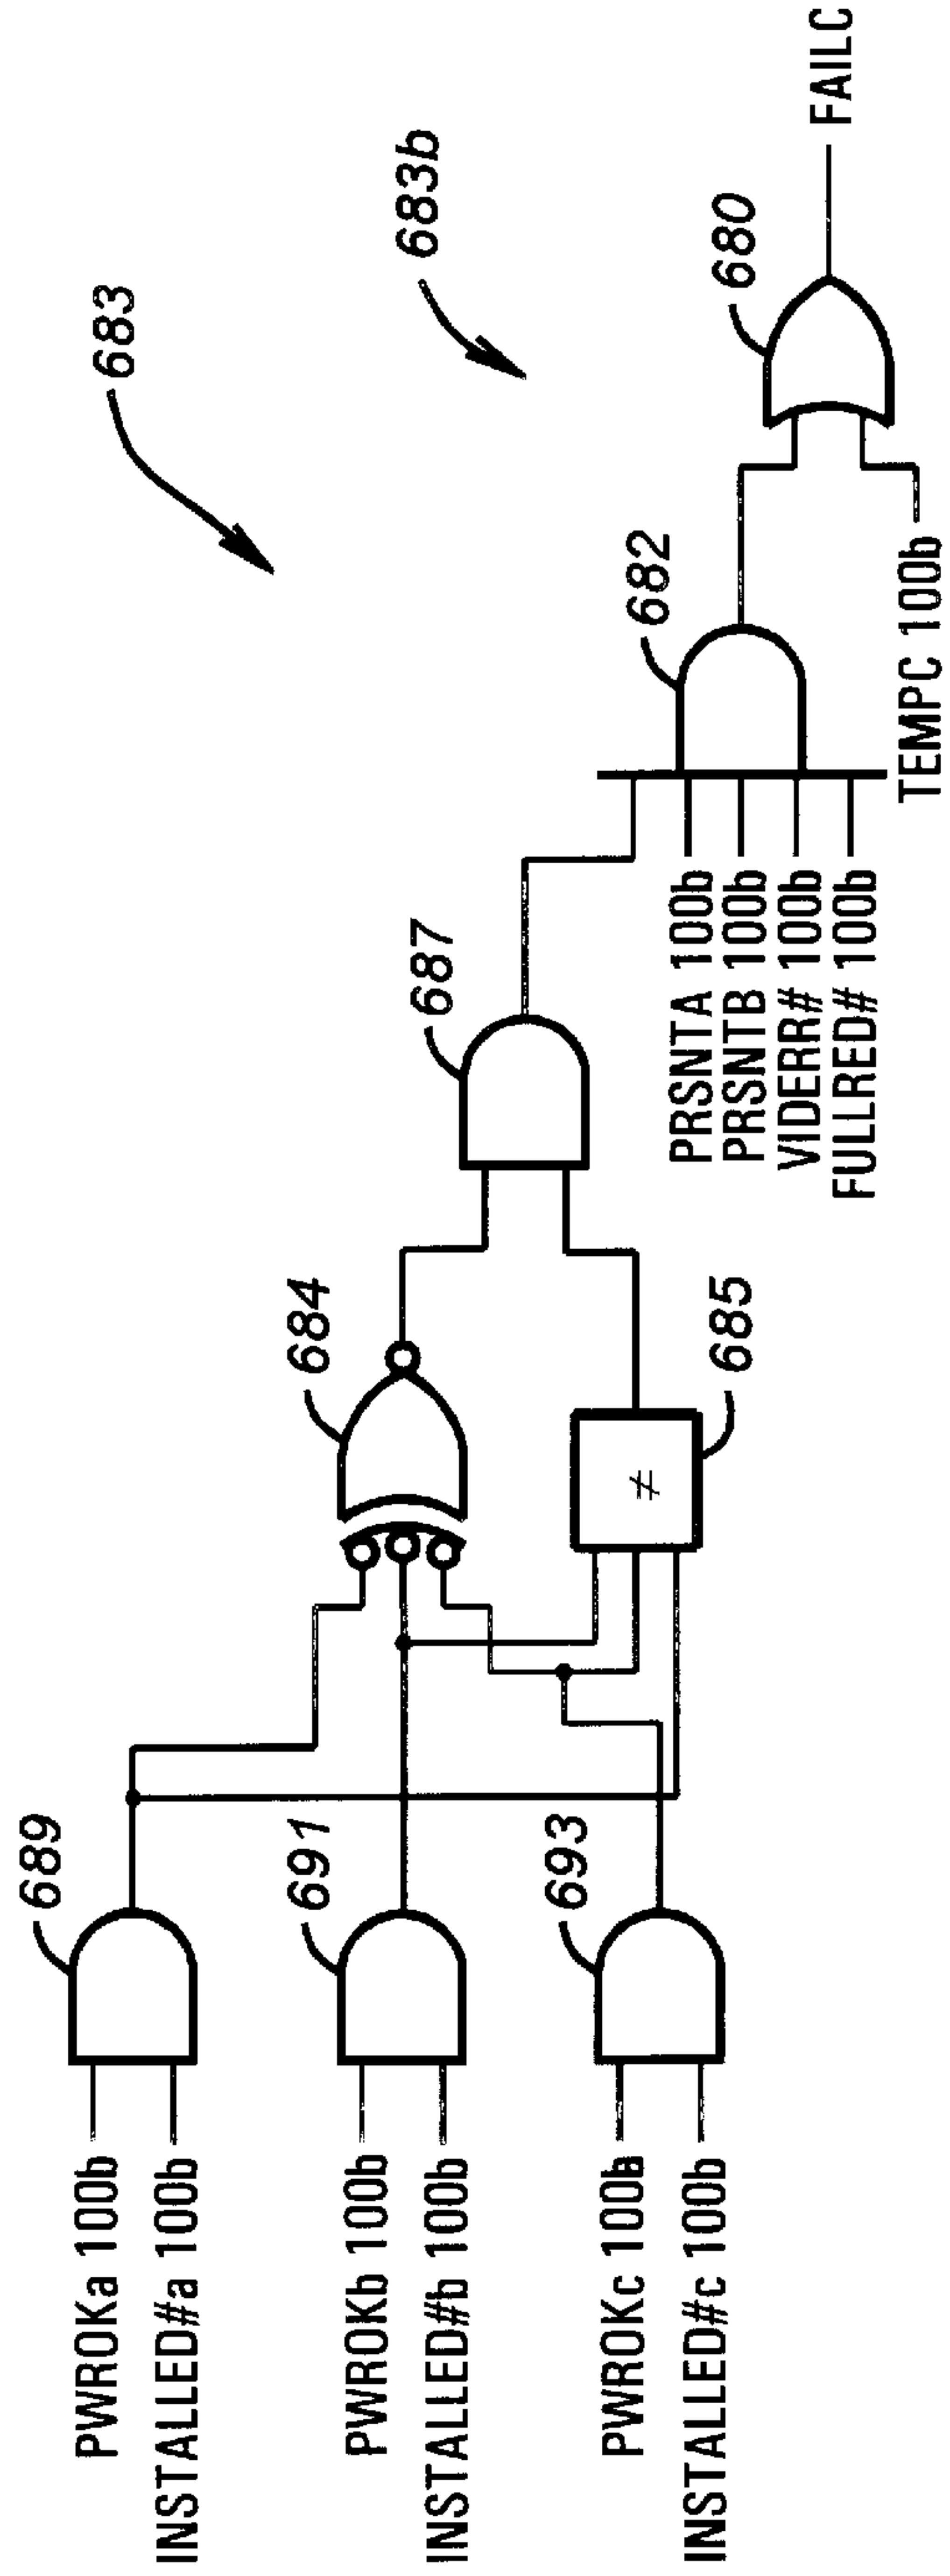 683
683b
689
PWROKa 100b
INSTALLED#a 100b
691
PWROKb 100b
INSTALLED#b 100b
693
PWROKc 100b
INSTALLED#c 100b
684
≠
685
687
PRSNTA 100b
PRSNTB 100b
VIDERR# 100b
FULLRED# 100b
682
TEMPC 100b
680
FAILC